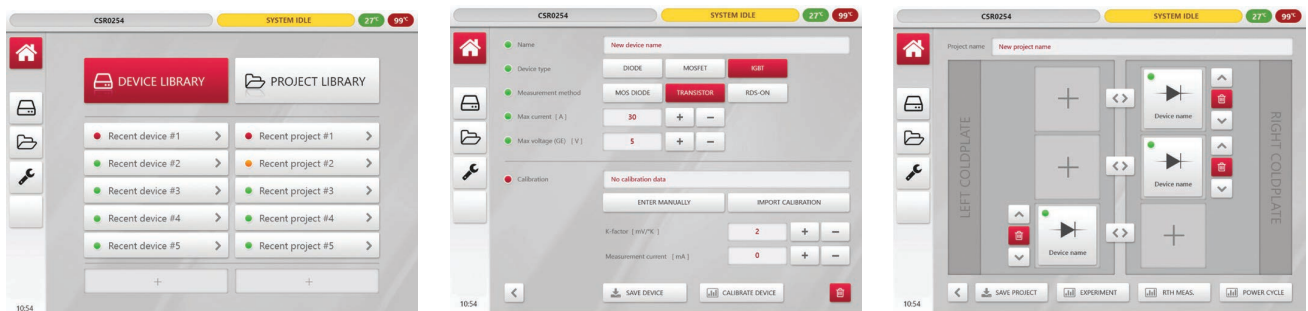 CSR0254 SYSTEM IDLE 27°C 99°C
DEVICE LIBRARY PROJECT LIBRARY
Recent device #1 Recent project #1
Recent device #2 Recent project #2
Recent device #3 Recent project #3
Recent device #4 Recent project #4
Recent device #5 Recent project #5
+ +
10:54
CSR0254 SYSTEM IDLE 27°C 99°C
Name New device name
Device type DIODE MOSFET IGBT
Measurement method MOS DIODE TRANSISTOR RDS-ON
Max current [ A ] 30 + −
Max voltage (GE) [ V ] 5 + −
Calibration No calibration data
ENTER MANUALLY IMPORT CALIBRATION
K-factor [ mV/°K ] 2 + −
Measurement current [ mA ] 0 + −
SAVE DEVICE CALIBRATE DEVICE
10:54
CSR0254 SYSTEM IDLE 27°C 99°C
Project name New project name
LEFT COLDPLATE
+ Device name
+ Device name
Device name +
RIGHT COLDPLATE
SAVE PROJECT EXPERIMENT RTH MEAS. POWER CYCLE
10:54